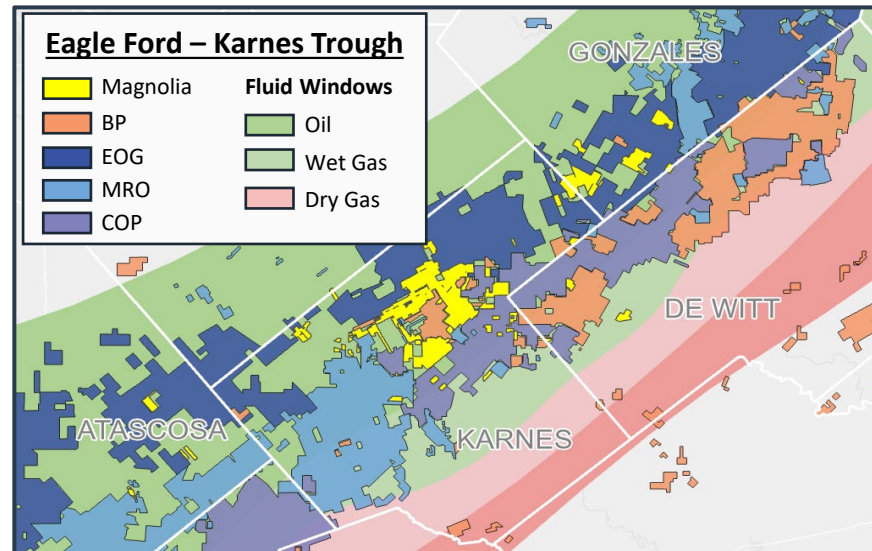 Eagle Ford – Karnes Trough
Magnolia
BP
EOG
MRO
COP
Fluid Windows
Oil
Wet Gas
Dry Gas
GONZALES
DE WITT
KARNES
ATASCOSA